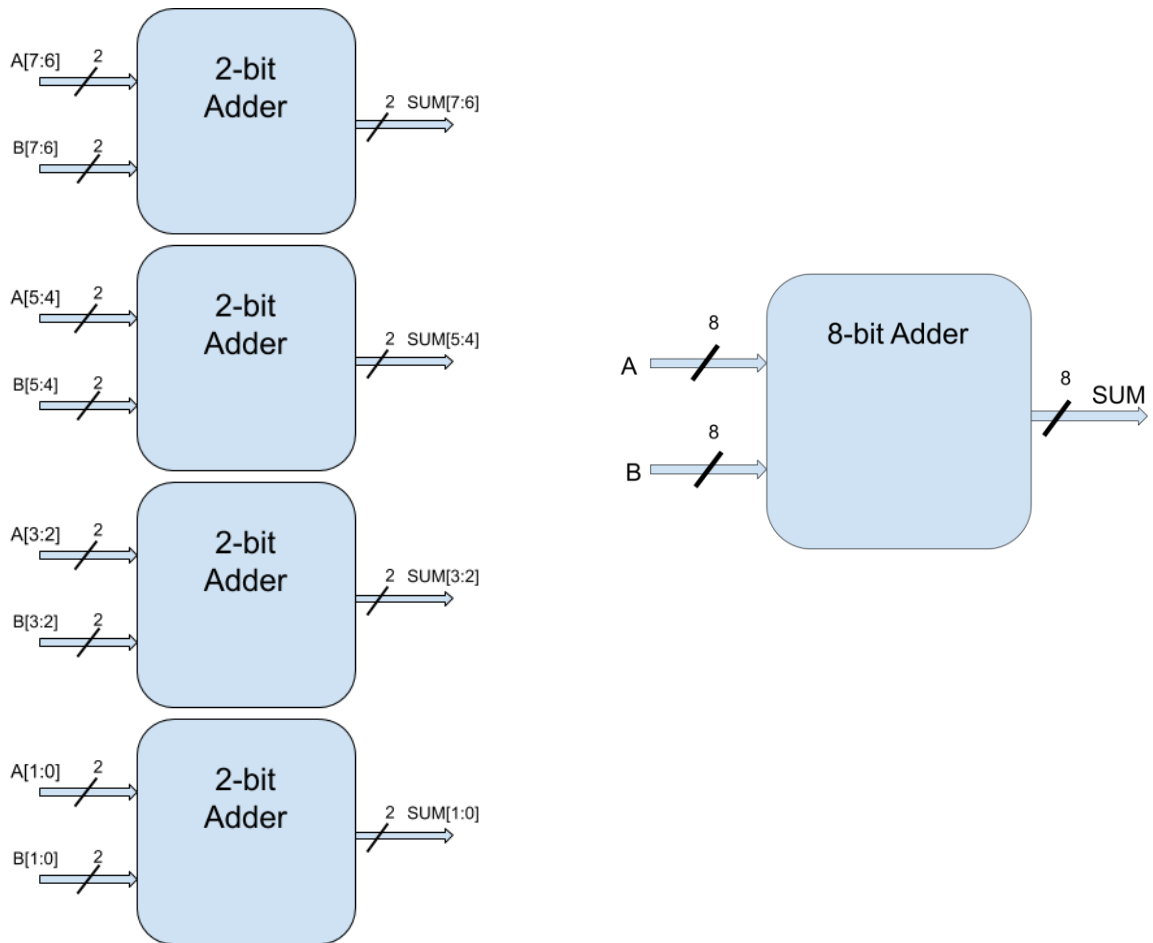 A[7:6]
2
2-bit
Adder
2 SUM[7:6]
B[7:6]
2
A[5:4]
2
2-bit
Adder
2 SUM[5:4]
B[5:4]
2
A[3:2]
2
2-bit
Adder
2 SUM[3:2]
B[3:2]
2
A[1:0]
2
2-bit
Adder
2 SUM[1:0]
B[1:0]
2
8
A
8-bit Adder
8
SUM
8
B